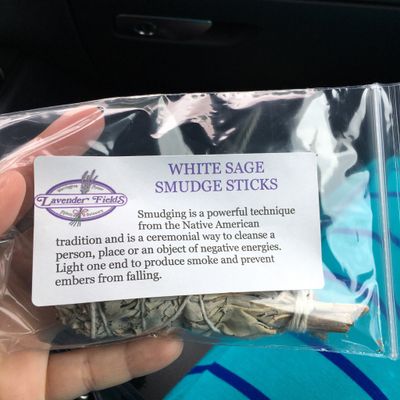 WHITE SAGE
SMUDGE STICKS
Lavender Fields
Smudging is a powerful technique
from the Native American
tradition and is a ceremonial way to cleanse a
person, place or an object of negative energies.
Light one end to produce smoke and prevent
embers from falling.